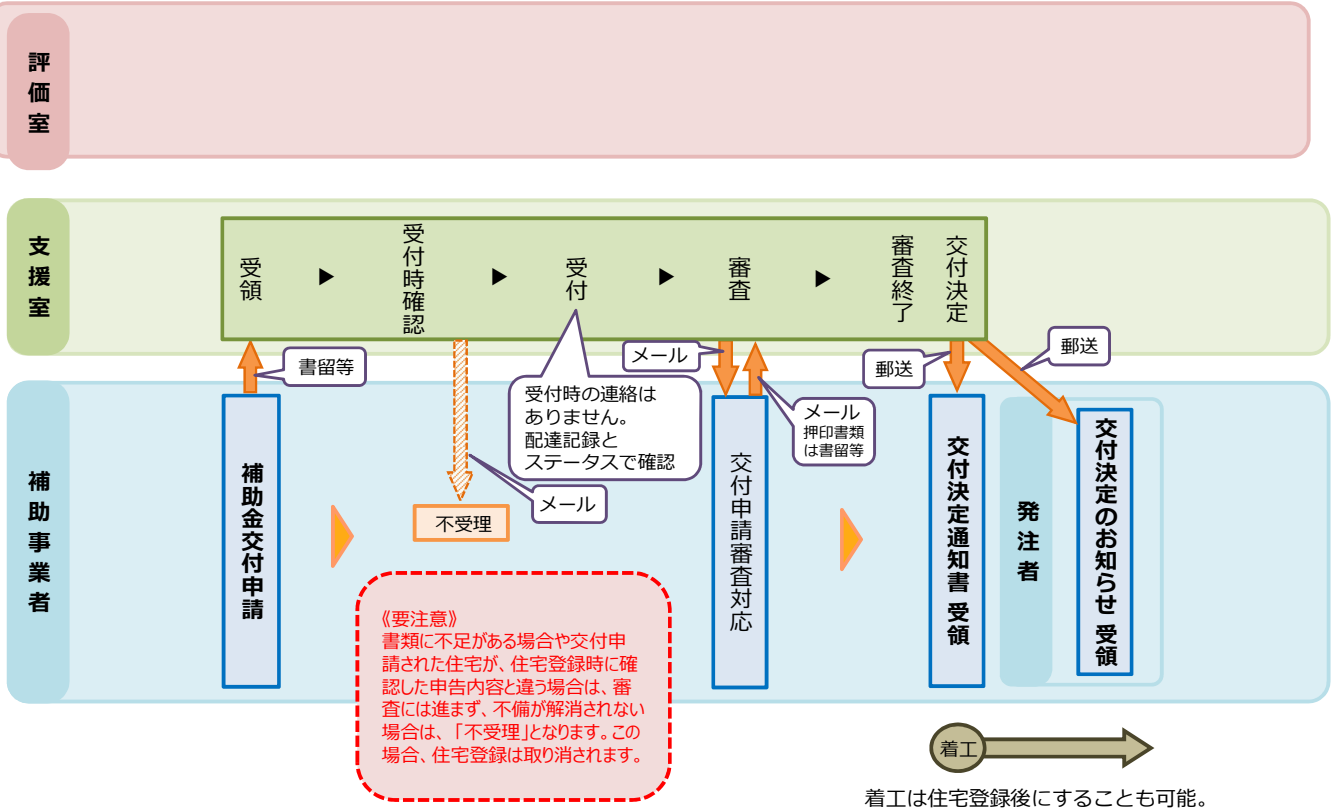 評価室
支援室
受領
▶
受付時確認
▶
受付
▶
審査
▶
審査終了
交付決定
書留等
メール
郵送
郵送
受付時の連絡は
ありません。
配達記録と
ステータスで確認
メール
押印書類
は書留等
メール
補助事業者
補助金交付申請
不受理
交付申請審査対応
交付決定通知書 受領
発注者
交付決定のお知らせ 受領
《要注意》
書類に不足がある場合や交付申
請された住宅が、住宅登録時に確
認した申告内容と違う場合は、審
査には進まず、不備が解消されない
場合は、「不受理」となります。この
場合、住宅登録は取り消されます。
着工
着工は住宅登録後にすることも可能。